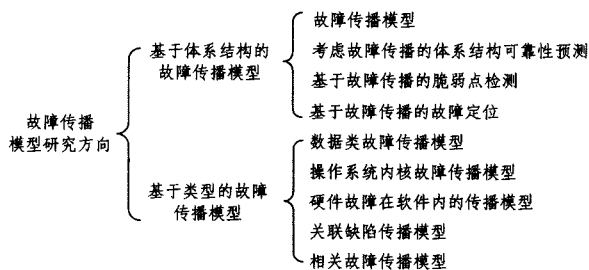 故障传播
模型研究方向
基于体系结构的
故障传播模型
故障传播模型
考虑故障传播的体系结构可靠性预测
基于故障传播的脆弱点检测
基于故障传播的故障定位
基于类型的故障
传播模型
数据类故障传播模型
操作系统内核故障传播模型
硬件故障在软件内的传播模型
关联缺陷传播模型
相关故障传播模型